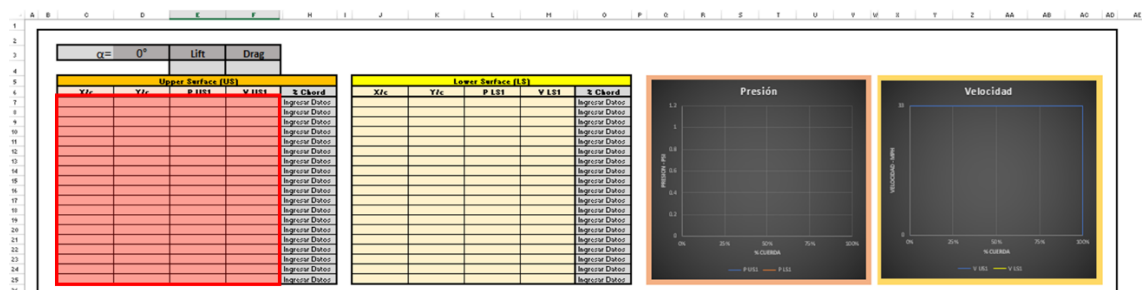 A B C D E F H I J K L M O P Q R S T U V W X Y Z AA AB AC AD
1
2
3 α= 0° Lift Drag
4
5 Upper Surface (US) Lower Surface (LS)
6 X/c Y/c P US1 V US1 % Chord X/c Y/c P LS1 V LS1 % Chord
7 Ingresar Datos Ingresar Datos
8 Ingresar Datos Ingresar Datos
9 Ingresar Datos Ingresar Datos
10 Ingresar Datos Ingresar Datos
11 Ingresar Datos Ingresar Datos
12 Ingresar Datos Ingresar Datos
13 Ingresar Datos Ingresar Datos
14 Ingresar Datos Ingresar Datos
15 Ingresar Datos Ingresar Datos
16 Ingresar Datos Ingresar Datos
17 Ingresar Datos Ingresar Datos
18 Ingresar Datos Ingresar Datos
19 Ingresar Datos Ingresar Datos
20 Ingresar Datos Ingresar Datos
21 Ingresar Datos Ingresar Datos
22 Ingresar Datos Ingresar Datos
23 Ingresar Datos Ingresar Datos
24 Ingresar Datos Ingresar Datos
25 Ingresar Datos Ingresar Datos
Presión
1.2
1
0.8
0.6
0.4
0.2
0
PRESION - PSI
0% 25% 50% 75% 100%
% CUERDA
P US1 P LS1
Velocidad
10
0
VELOCIDAD - MPH
0% 25% 50% 75% 100%
% CUERDA
V US1 V LS1